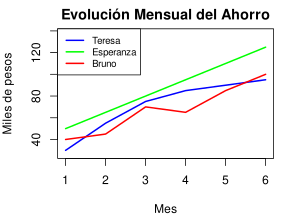 Evolución Mensual del Ahorro
Teresa
Esperanza
Bruno
Miles de pesos
120
80
40
1 2 3 4 5 6
Mes